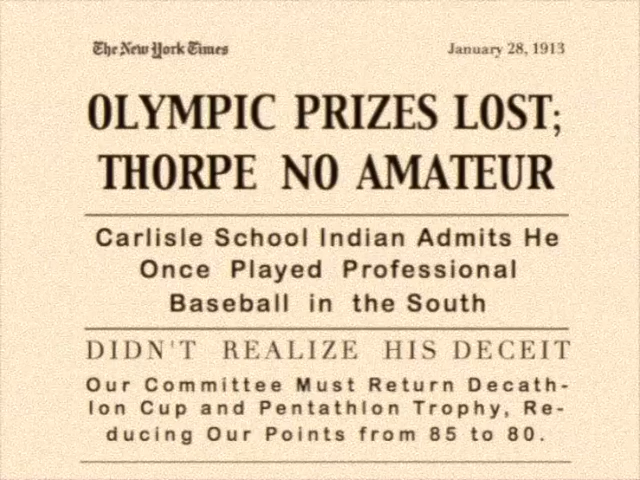 The New York Times January 28, 1913
OLYMPIC PRIZES LOST;
THORPE NO AMATEUR
Carlisle School Indian Admits He
Once Played Professional
Baseball in the South
DIDN'T REALIZE HIS DECEIT
Our Committee Must Return Decath-
lon Cup and Pentathlon Trophy, Re-
ducing Our Points from 85 to 80.